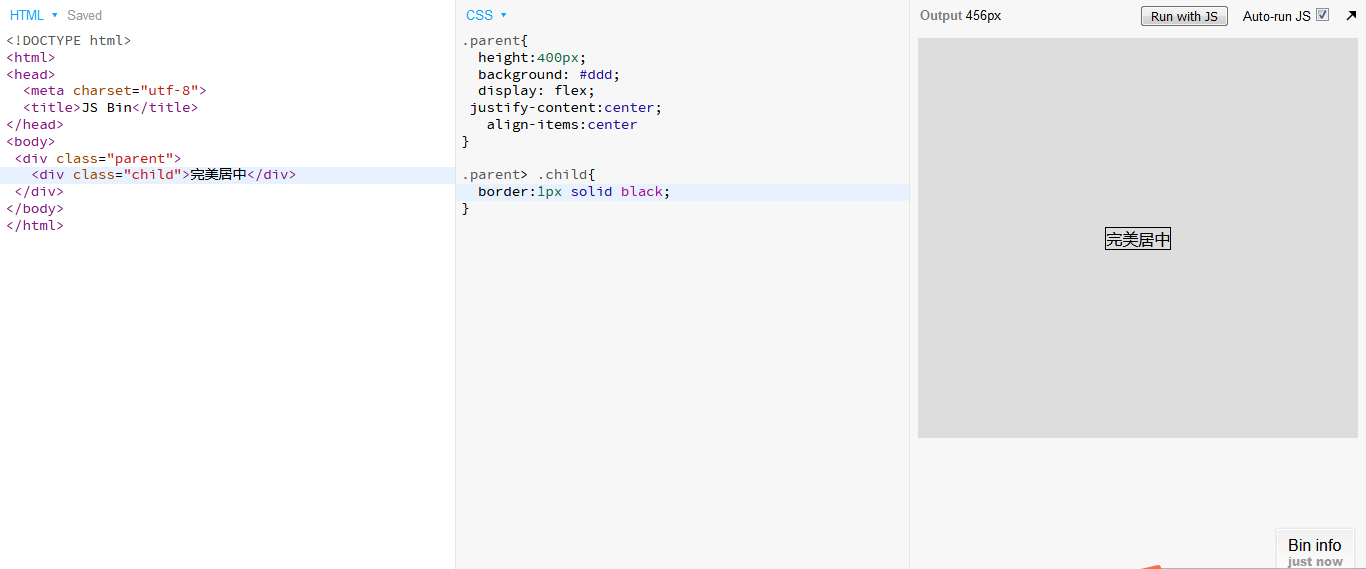 HTML ▾ Saved
<!DOCTYPE html>
<html>
<head>
  <meta charset="utf-8">
  <title>JS Bin</title>
</head>
<body>
 <div class="parent">
   <div class="child">完美居中</div>
 </div>
</body>
</html>
CSS ▾
.parent{
  height:400px;
  background: #ddd;
  display: flex;
 justify-content:center;
   align-items:center
}
.parent> .child{
  border:1px solid black;
}
Output 456px
Run with JS
Auto-run JS
完美居中
Bin info
just now